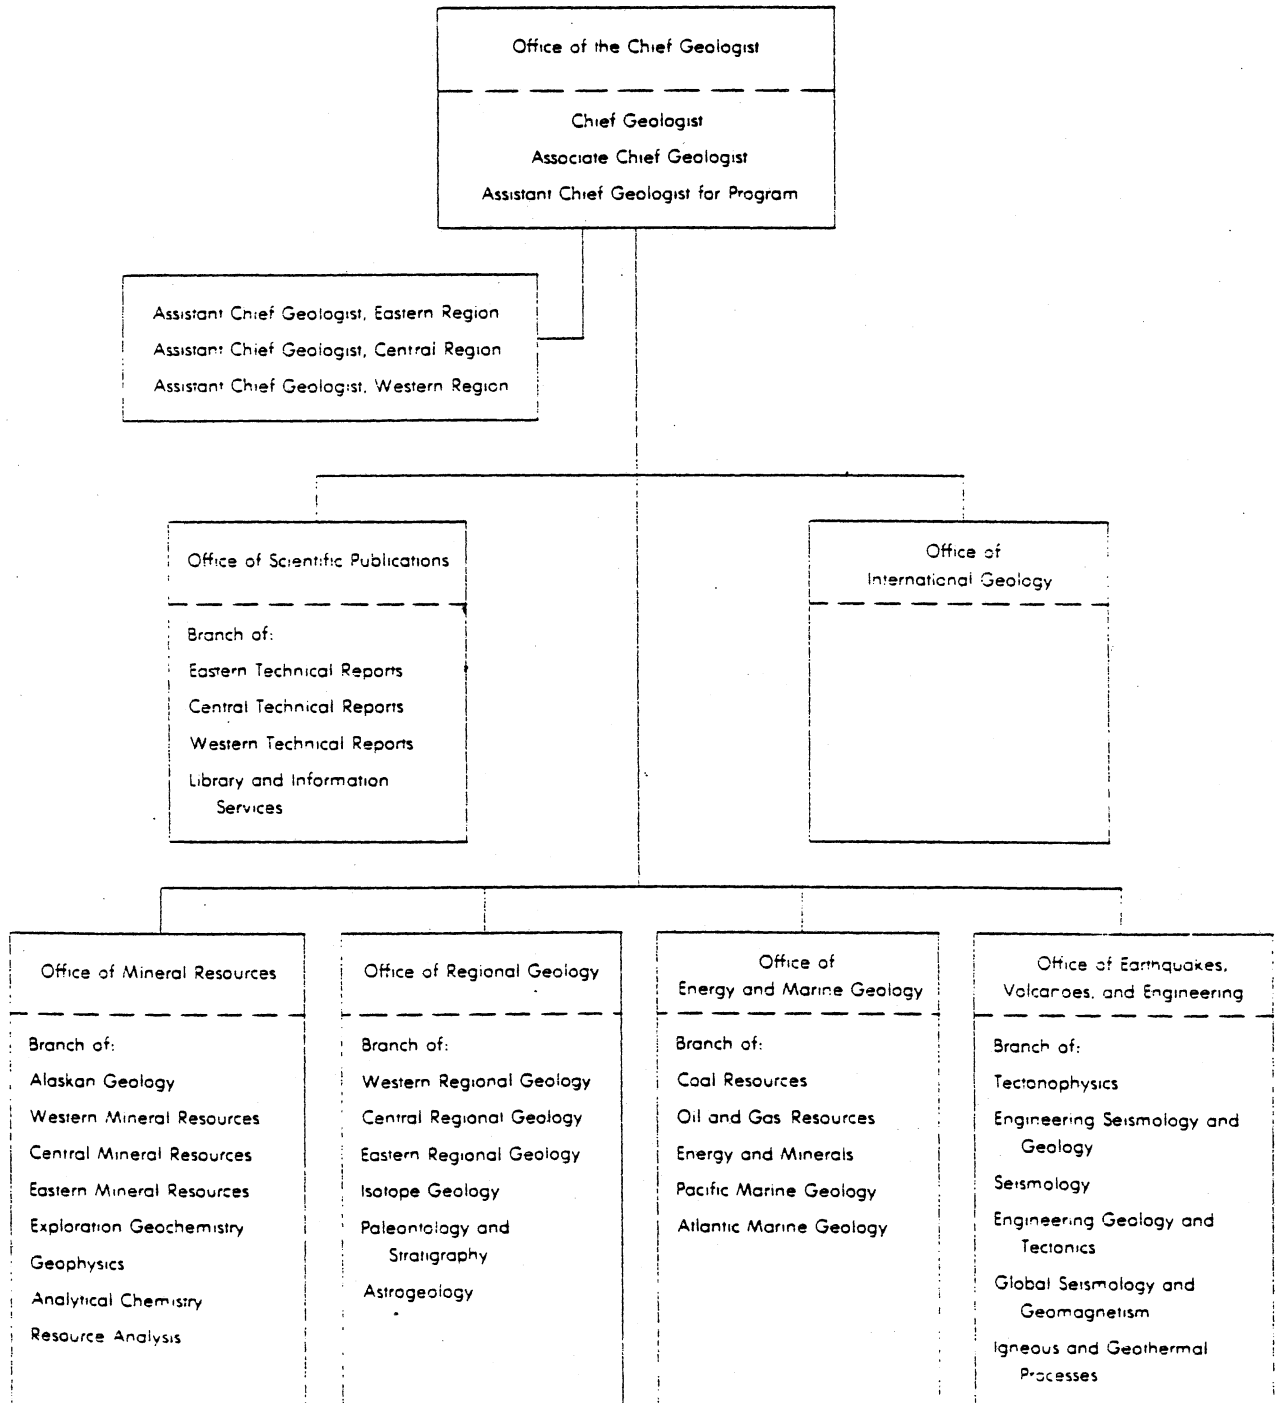 Office of the Chief Geologist
Chief Geologist
Associate Chief Geologist
Assistant Chief Geologist for Program
Assistant Chief Geologist, Eastern Region
Assistant Chief Geologist, Central Region
Assistant Chief Geologist, Western Region
Office of Scientific Publications
Branch of:
Eastern Technical Reports
Central Technical Reports
Western Technical Reports
Library and Information
Services
Office of
International Geology
Office of Mineral Resources
Branch of:
Alaskan Geology
Western Mineral Resources
Central Mineral Resources
Eastern Mineral Resources
Exploration Geochemistry
Geophysics
Analytical Chemistry
Resource Analysis
Office of Regional Geology
Branch of:
Western Regional Geology
Central Regional Geology
Eastern Regional Geology
Isotope Geology
Paleontology and
Stratigraphy
Astrogeology
Office of
Energy and Marine Geology
Branch of:
Coal Resources
Oil and Gas Resources
Energy and Minerals
Pacific Marine Geology
Atlantic Marine Geology
Office of Earthquakes,
Volcanoes, and Engineering
Branch of:
Tectonophysics
Engineering Seismology and
Geology
Seismology
Engineering Geology and
Tectonics
Global Seismology and
Geomagnetism
Igneous and Geothermal
Processes